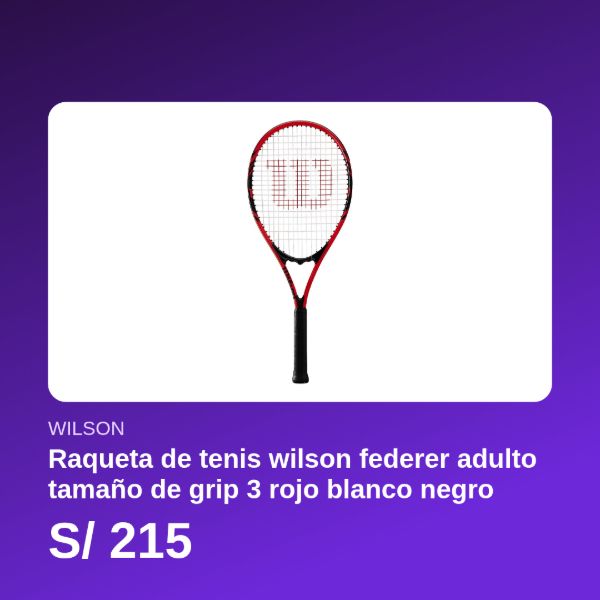 WILSON
Raqueta de tenis wilson federer adulto
tamaño de grip 3 rojo blanco negro
S/ 215